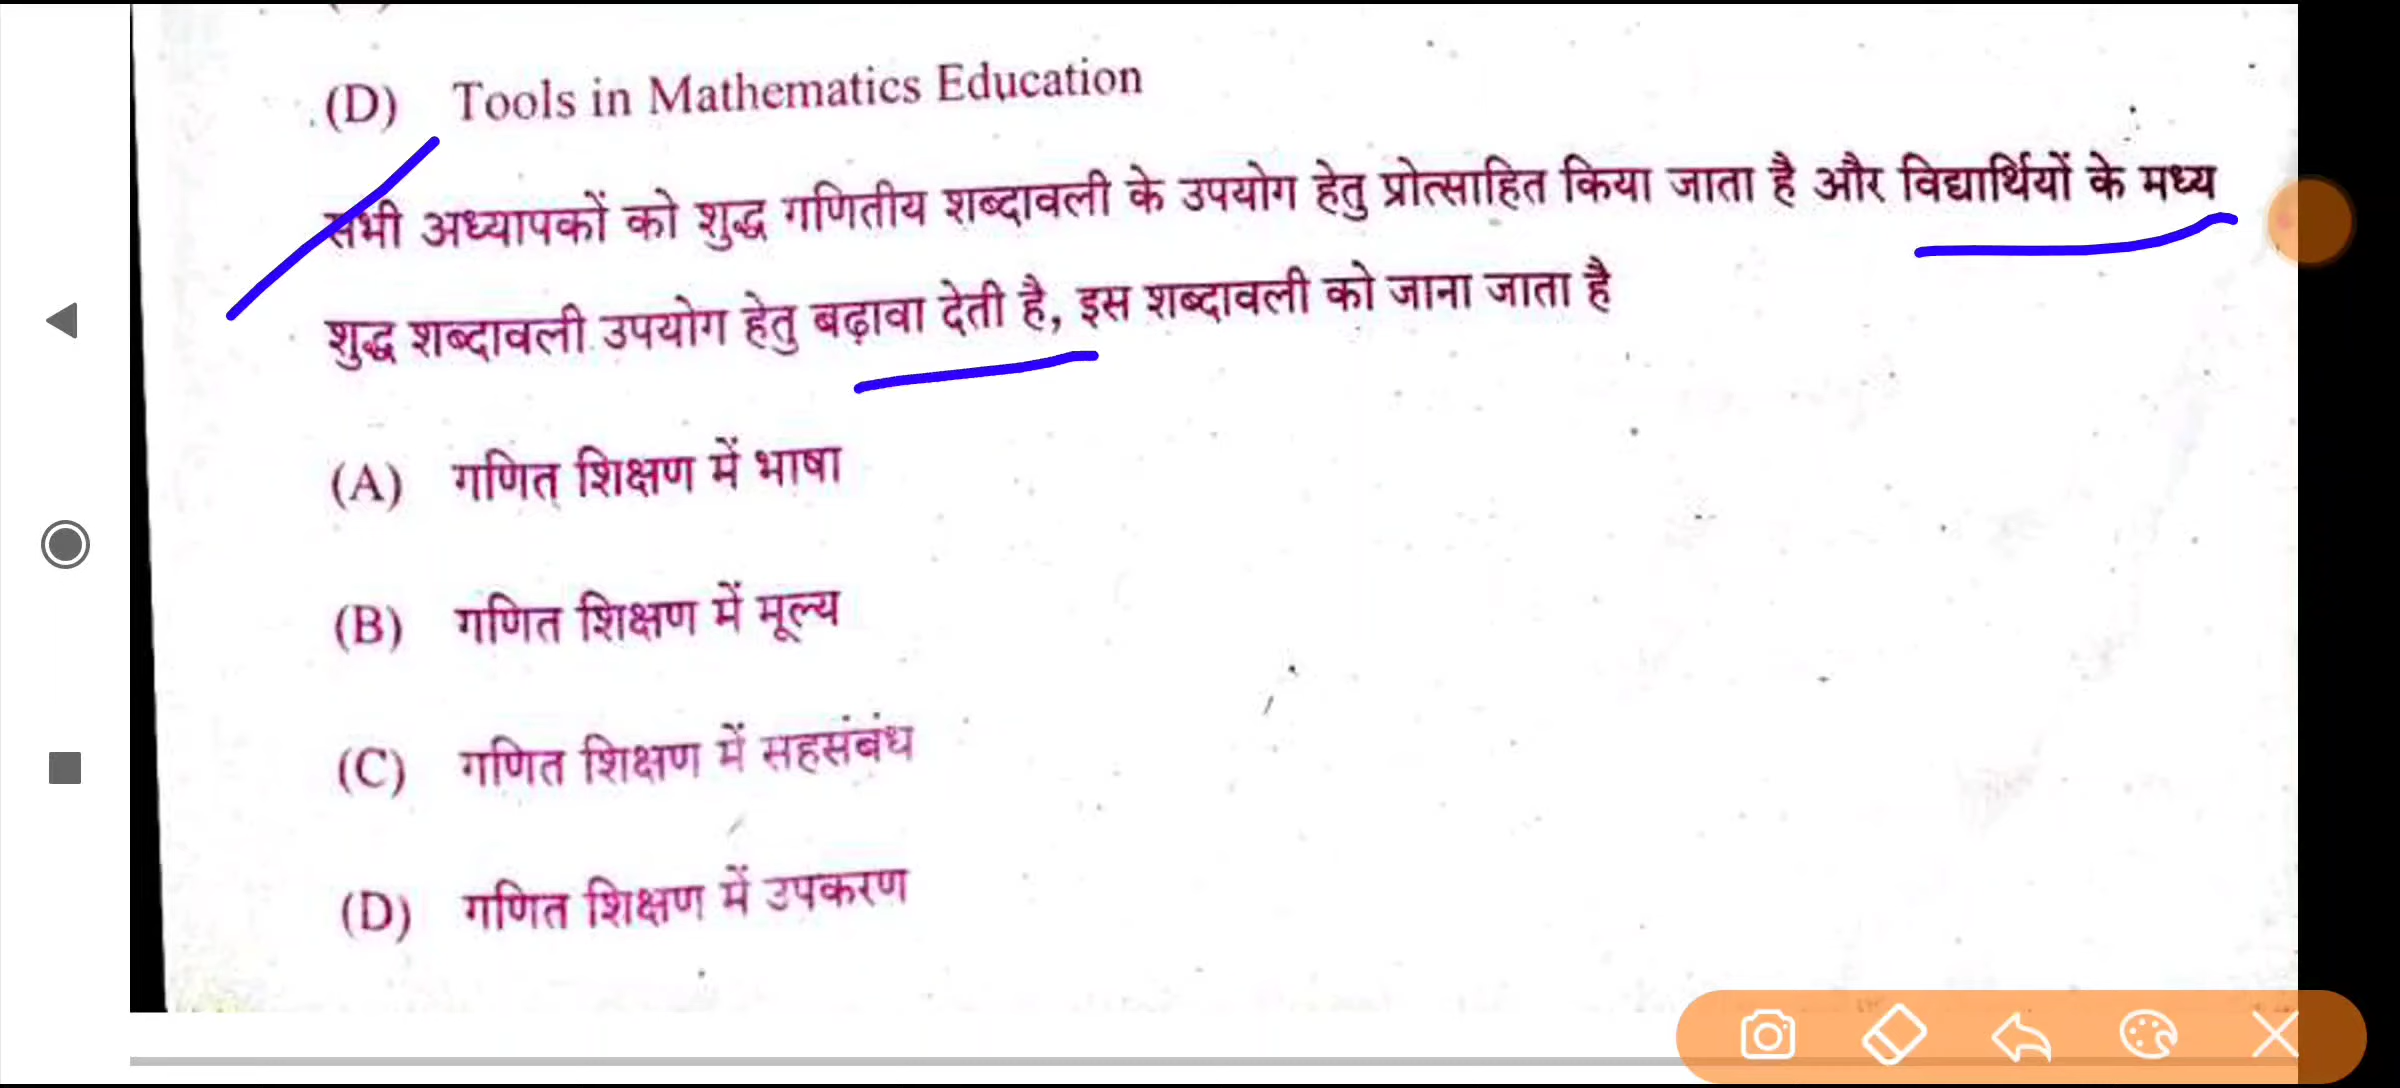 (D) Tools in Mathematics Education
सभी अध्यापकों को शुद्ध गणितीय शब्दावली के उपयोग हेतु प्रोत्साहित किया जाता है और विद्यार्थियों के मध्य
शुद्ध शब्दावली उपयोग हेतु बढ़ावा देती है, इस शब्दावली को जाना जाता है
(A) गणित शिक्षण में भाषा
(B) गणित शिक्षण में मूल्य
(C) गणित शिक्षण में सहसंबंध
(D) गणित शिक्षण में उपकरण